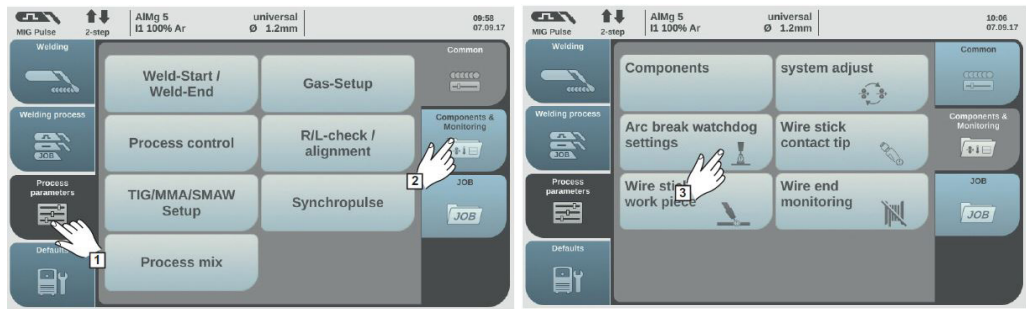 MIG Pulse
2-step
AlMg 5
I1 100% Ar
universal
Ø 1.2mm
09:58
07.09.17
Welding
Welding process
JOB
Process
parameters
1
Defaults
Weld-Start /
Weld-End
Gas-Setup
Process control
R/L-check /
alignment
TIG/MMA/SMAW
Setup
Synchropulse
Process mix
Common
Components &
Monitoring
2
JOB
JOB
MIG Pulse
2-step
AlMg 5
I1 100% Ar
universal
Ø 1.2mm
10:06
07.09.17
Welding
Welding process
JOB
Process
parameters
Defaults
Components
system adjust
Arc break watchdog
settings
Wire stick
contact tip
3
Wire stick
work piece
Wire end
monitoring
Common
Components &
Monitoring
JOB
JOB